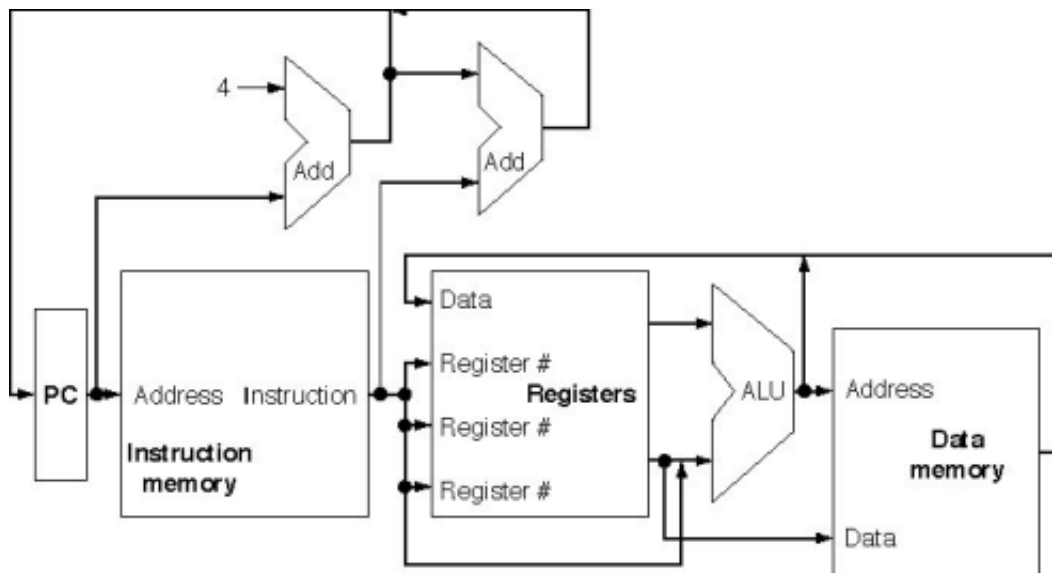 4
Add
Add
Data
PC
Address
Instruction
Register #
Registers
ALU
Address
Register #
Instruction
memory
Data
memory
Register #
Data